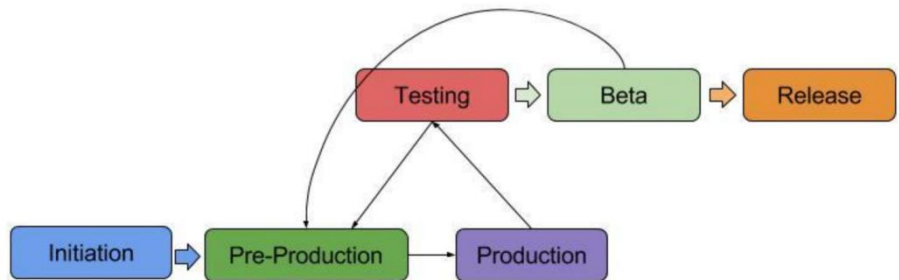 Testing
Beta
Release
Initiation
Pre-Production
Production